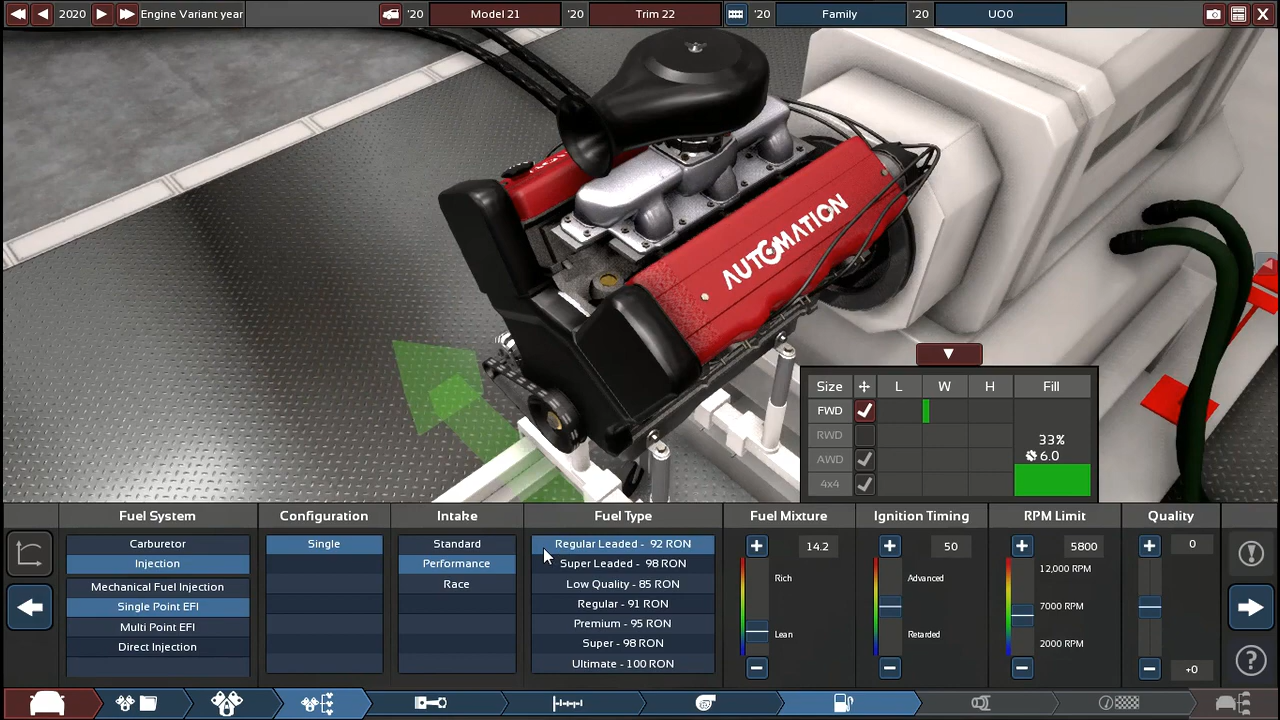 2020 Engine Variant year '20 Model 21 '20 Trim 22 '20 Family '20 UO0
AUTOMATION
Size L W H Fill
FWD
RWD
AWD
4x4
33%
6.0
Fuel System Configuration Intake Fuel Type Fuel Mixture Ignition Timing RPM Limit Quality
Carburetor
Injection
Mechanical Fuel Injection
Single Point EFI
Multi Point EFI
Direct Injection
Single
Standard
Performance
Race
Regular Leaded - 92 RON
Super Leaded - 98 RON
Low Quality - 85 RON
Regular - 91 RON
Premium - 95 RON
Super - 98 RON
Ultimate - 100 RON
14.2
Rich
Lean
50
Advanced
Retarded
5800
12,000 RPM
7000 RPM
2000 RPM
0
+0